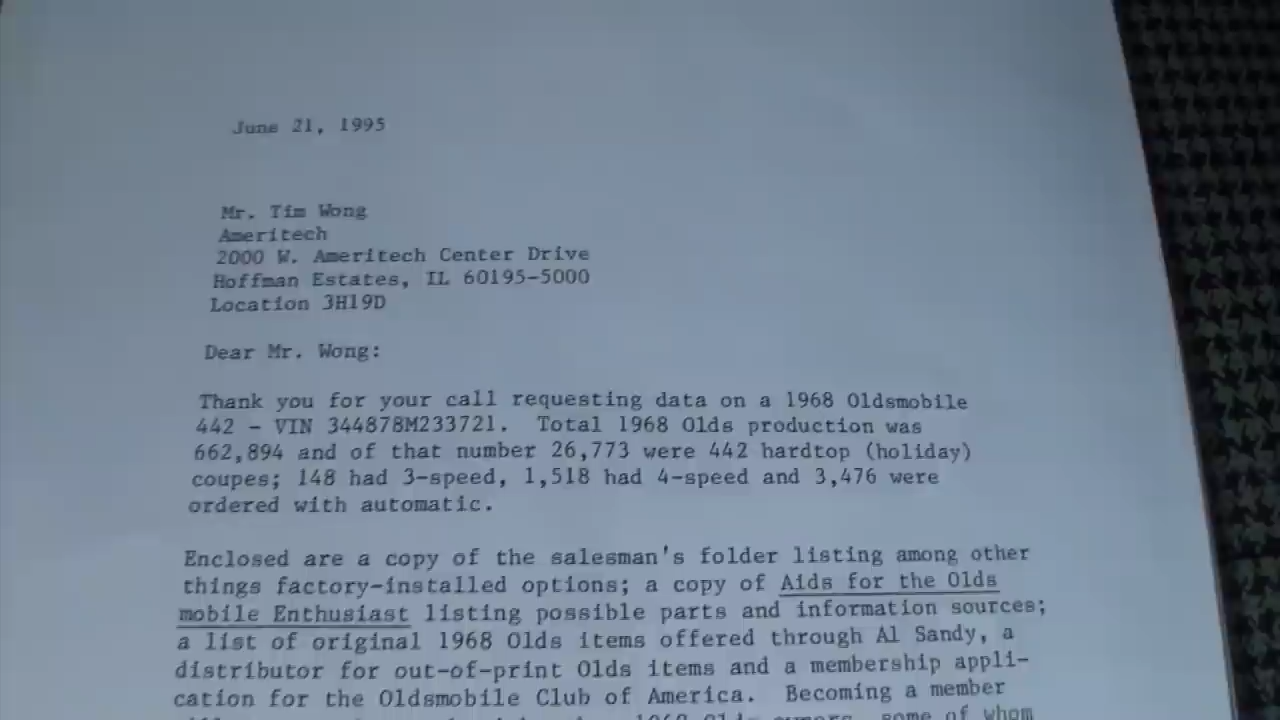 June 21, 1995
Mr. Tim Wong
Ameritech
2000 W. Ameritech Center Drive
Hoffman Estates, IL 60195-5000
Location 3H19D
Dear Mr. Wong:
Thank you for your call requesting data on a 1968 Oldsmobile
442 - VIN 344878M233721.  Total 1968 Olds production was
662,894 and of that number 26,773 were 442 hardtop (holiday)
coupes; 148 had 3-speed, 1,518 had 4-speed and 3,476 were
ordered with automatic.
Enclosed are a copy of the salesman's folder listing among other
things factory-installed options; a copy of Aids for the Olds
mobile Enthusiast listing possible parts and information sources;
a list of original 1968 Olds items offered through Al Sandy, a
distributor for out-of-print Olds items and a membership appli-
cation for the Oldsmobile Club of America.  Becoming a member
1968 Olds owners, some of whom